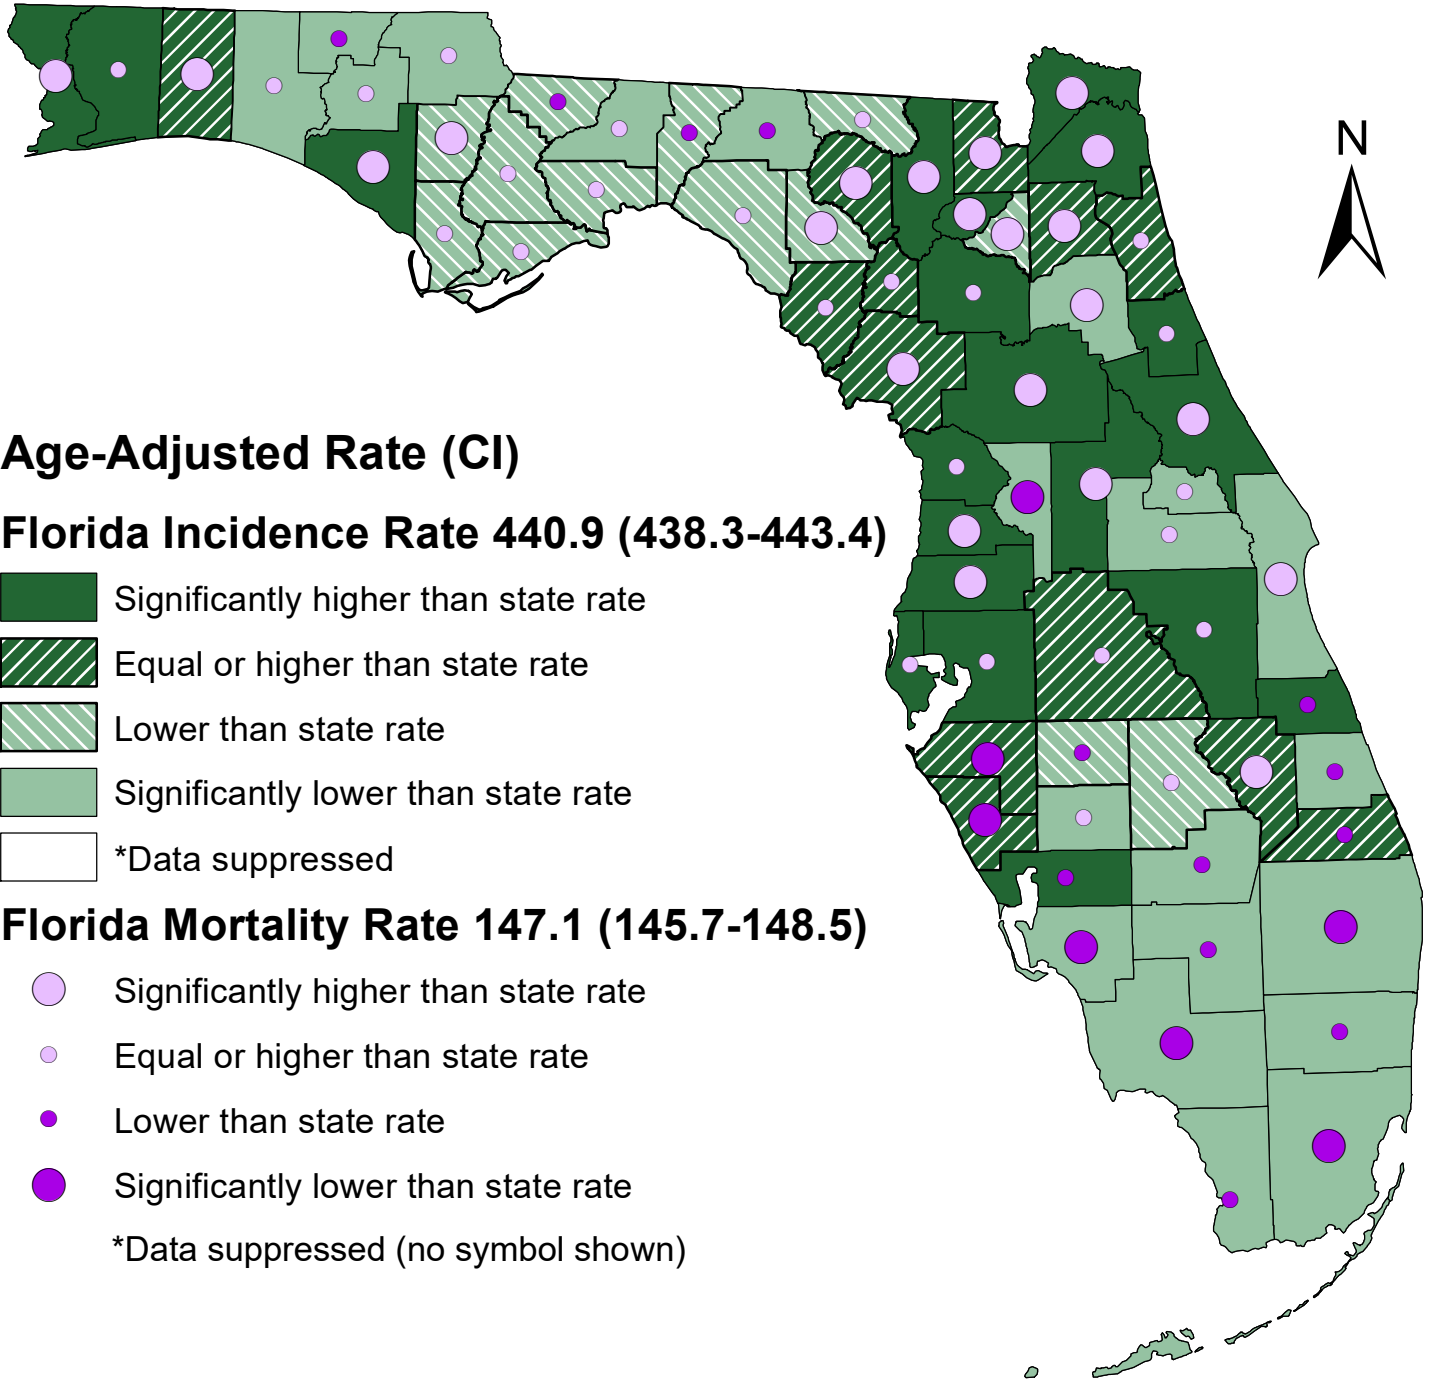 N
Age-Adjusted Rate (CI)
Florida Incidence Rate 440.9 (438.3-443.4)
Significantly higher than state rate
Equal or higher than state rate
Lower than state rate
Significantly lower than state rate
*Data suppressed
Florida Mortality Rate 147.1 (145.7-148.5)
Significantly higher than state rate
Equal or higher than state rate
Lower than state rate
Significantly lower than state rate
*Data suppressed (no symbol shown)